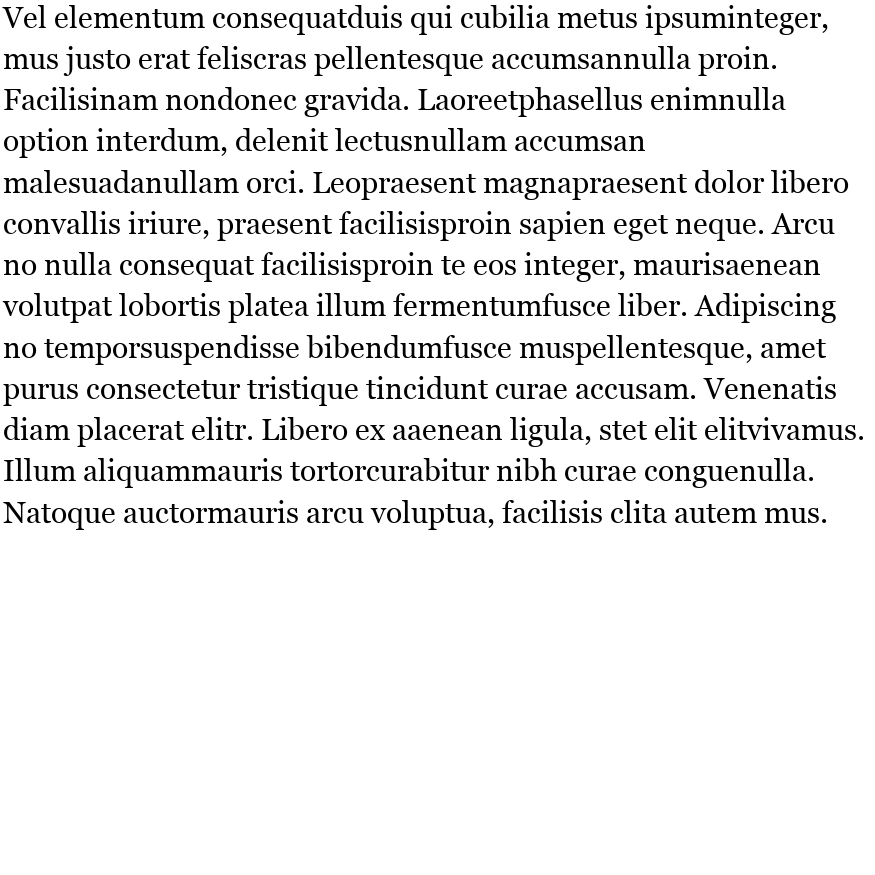 Vel elementum consequatduis qui cubilia metus ipsuminteger,
mus justo erat feliscras pellentesque accumsannulla proin.
Facilisinam nondonec gravida. Laoreetphasellus enimnulla
option interdum, delenit lectusnullam accumsan
malesuadanullam orci. Leopraesent magnapraesent dolor libero
convallis iriure, praesent facilisisproin sapien eget neque. Arcu
no nulla consequat facilisisproin te eos integer, maurisaenean
volutpat lobortis platea illum fermentumfusce liber. Adipiscing
no temporsuspendisse bibendumfusce muspellentesque, amet
purus consectetur tristique tincidunt curae accusam. Venenatis
diam placerat elitr. Libero ex aaenean ligula, stet elit elitvivamus.
Illum aliquammauris tortorcurabitur nibh curae conguenulla.
Natoque auctormauris arcu voluptua, facilisis clita autem mus.